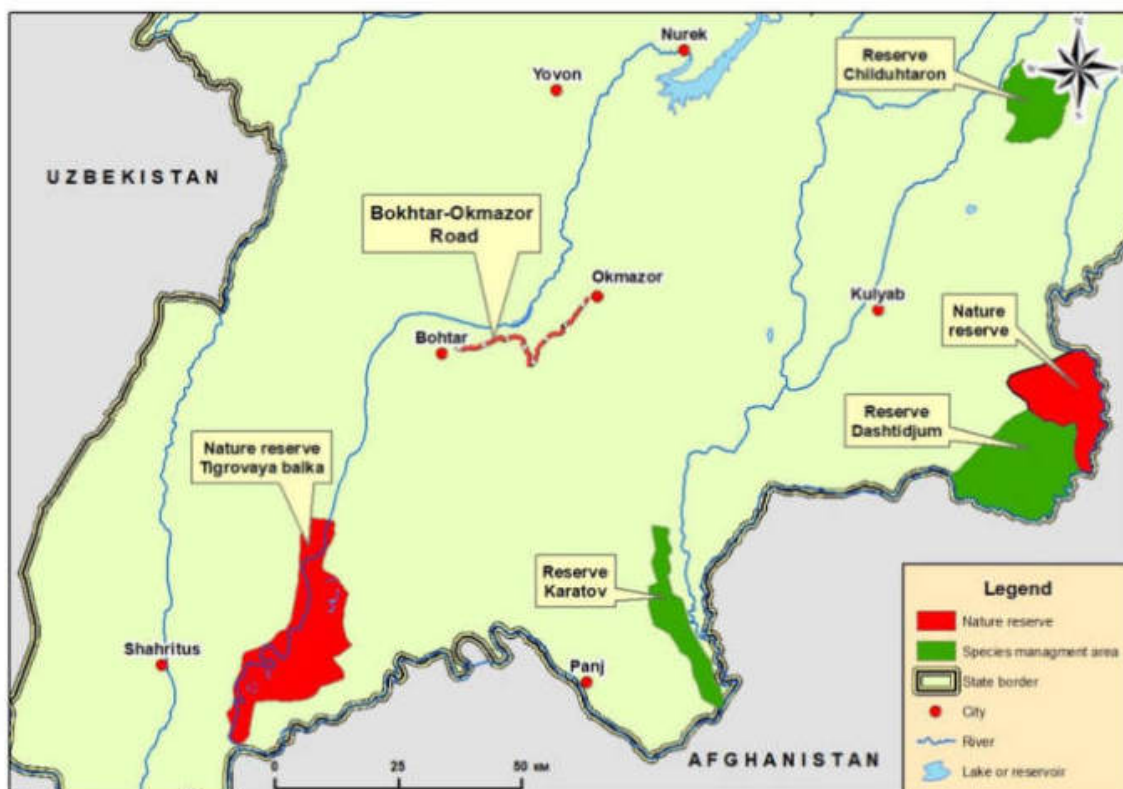 Nurek
Reserve
Childuhtaron
N
W
S
Yovon
UZBEKISTAN
Bokhtar-Okmazor
Road
Okmazor
Kulyab
Nature
reserve
Bohtar
Reserve
Dashtidjum
Nature reserve
Tigrovaya balka
Reserve
Karatov
Legend
Nature reserve
Species managment area
State border
City
River
Lake or reservoir
Shahritus
Panj
AFGHANISTAN
0 25 50 KM